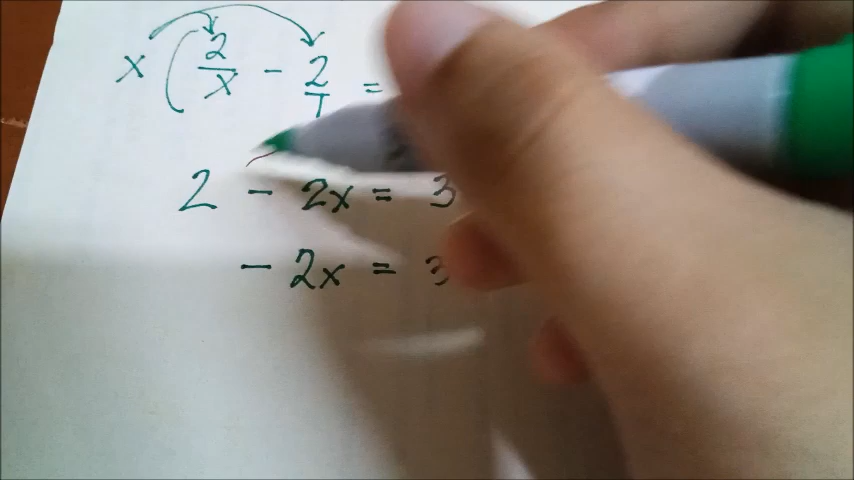 x ( 2/x - 2/1 =
2 - 2x = 3
- 2x = 3